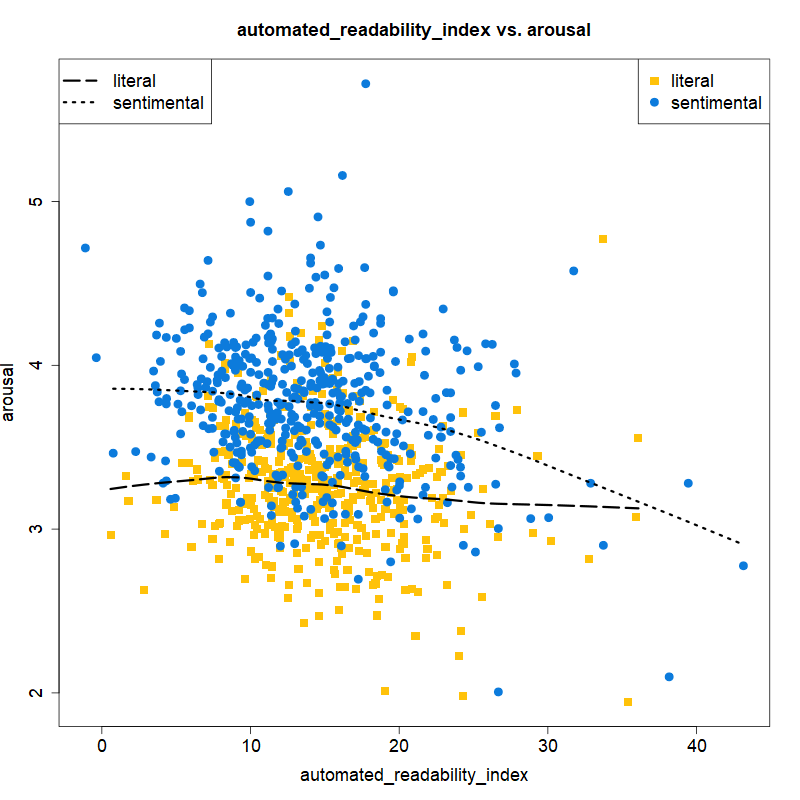 automated_readability_index vs. arousal
literal
sentimental
literal
sentimental
arousal
5
4
3
2
0 10 20 30 40
automated_readability_index